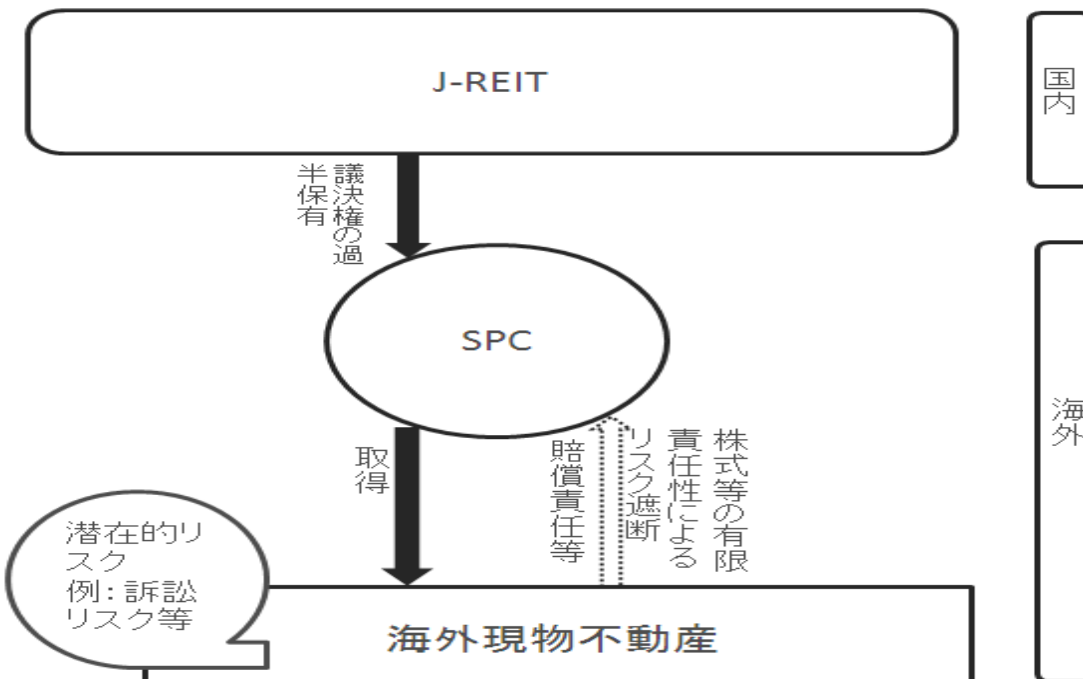 J-REIT
国内
議決権の過
半保有
SPC
海外
取得
賠償責任等
株式等の有限
責任性による
リスク遮断
潜在的リ
スク
例：訴訟
リスク等
海外現物不動産